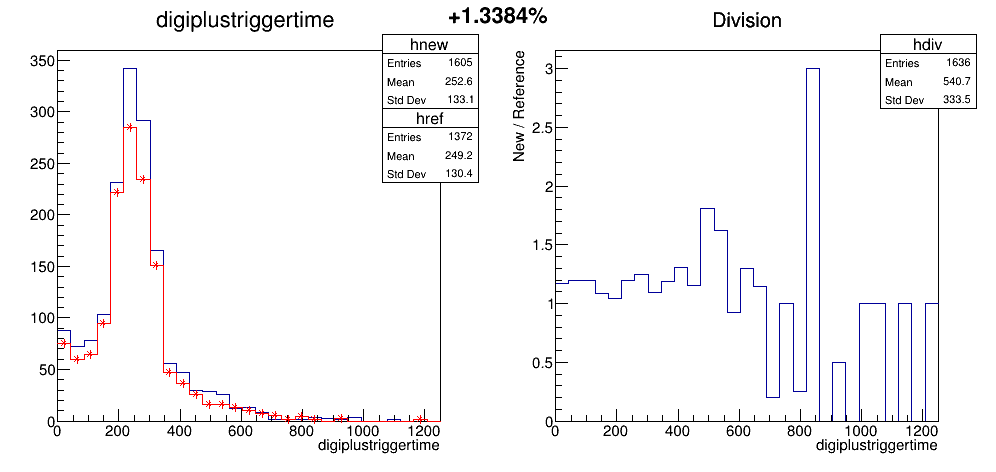 digiplustriggertime
+1.3384%
Division
hnew
Entries 1605
Mean 252.6
Std Dev 133.1
href
Entries 1372
Mean 249.2
Std Dev 130.4
350
300
250
200
150
100
50
0
0 200 400 600 800 1000 1200
digiplustriggertime
hdiv
Entries 1636
Mean 540.7
Std Dev 333.5
New / Reference
3
2.5
2
1.5
1
0.5
0
0 200 400 600 800 1000 1200
digiplustriggertime